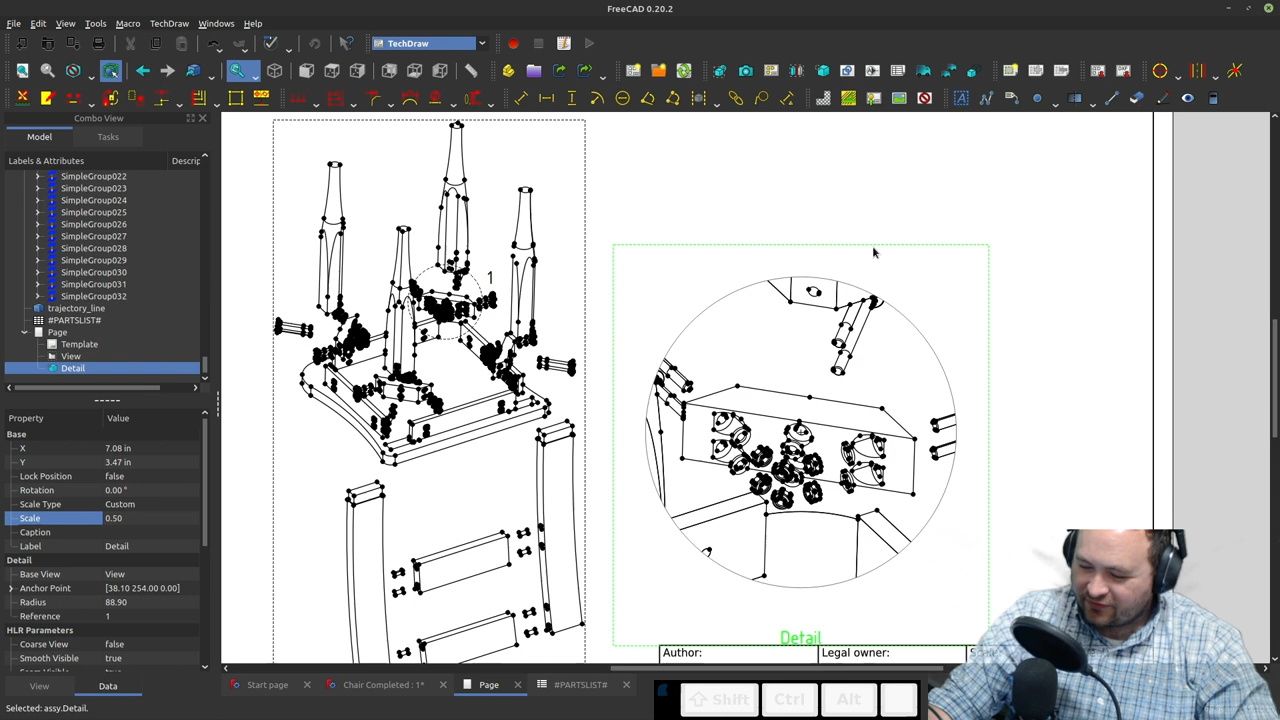 FreeCAD 0.20.2
File Edit View Tools Macro TechDraw Windows Help
TechDraw
Combo View
Model Tasks
Labels & Attributes Descrip
SimpleGroup022
SimpleGroup023
SimpleGroup024
SimpleGroup025
SimpleGroup026
SimpleGroup027
SimpleGroup028
SimpleGroup029
SimpleGroup030
SimpleGroup031
SimpleGroup032
trajectory_line
#PARTSLIST#
Page
Template
View
Detail
Property Value
Base
X 7.08 in
Y 3.47 in
Lock Position false
Rotation 0.00 °
Scale Type Custom
Scale 0.50
Caption
Label Detail
Detail
Base View View
Anchor Point [38.10 254.00 0.00]
Radius 88.90
Reference 1
HLR Parameters
Coarse View false
Smooth Visible true
View Data
1
Detail
Author: Legal owner:
Start page Chair Completed : 1* Page #PARTSLIST#
Shift Ctrl Alt
Selected: assy.Detail.